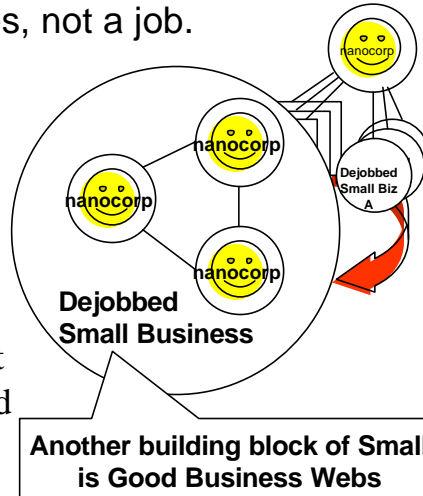 s, not a job.
nanocorp
nanocorp
nanocorp
nanocorp
Dejobbed
Small Biz
A
Dejobbed
Small Business
t
d
Another building block of Small
is Good Business Webs